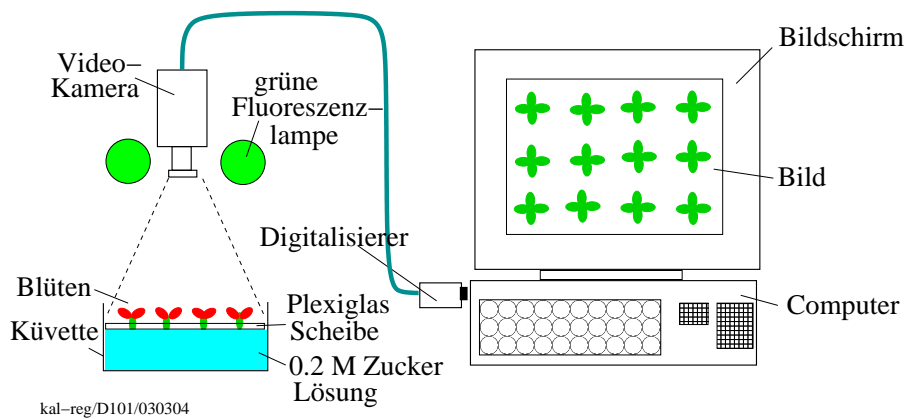 Video–
Kamera
grüne
Fluoreszenz–
lampe
Bildschirm
Bild
Digitalisierer
Blüten
Küvette
Plexiglas
Scheibe
0.2 M Zucker
Lösung
Computer
kal–reg/D101/030304